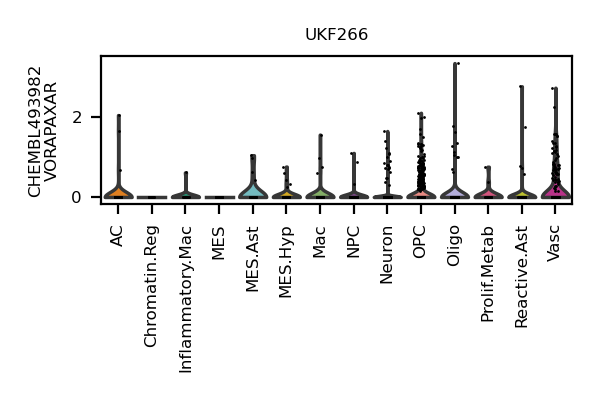 UKF266
CHEMBL493982
VORAPAXAR
2
0
AC
Chromatin.Reg
Inflammatory.Mac
MES
MES.Ast
MES.Hyp
Mac
NPC
Neuron
OPC
Oligo
Prolif.Metab
Reactive.Ast
Vasc